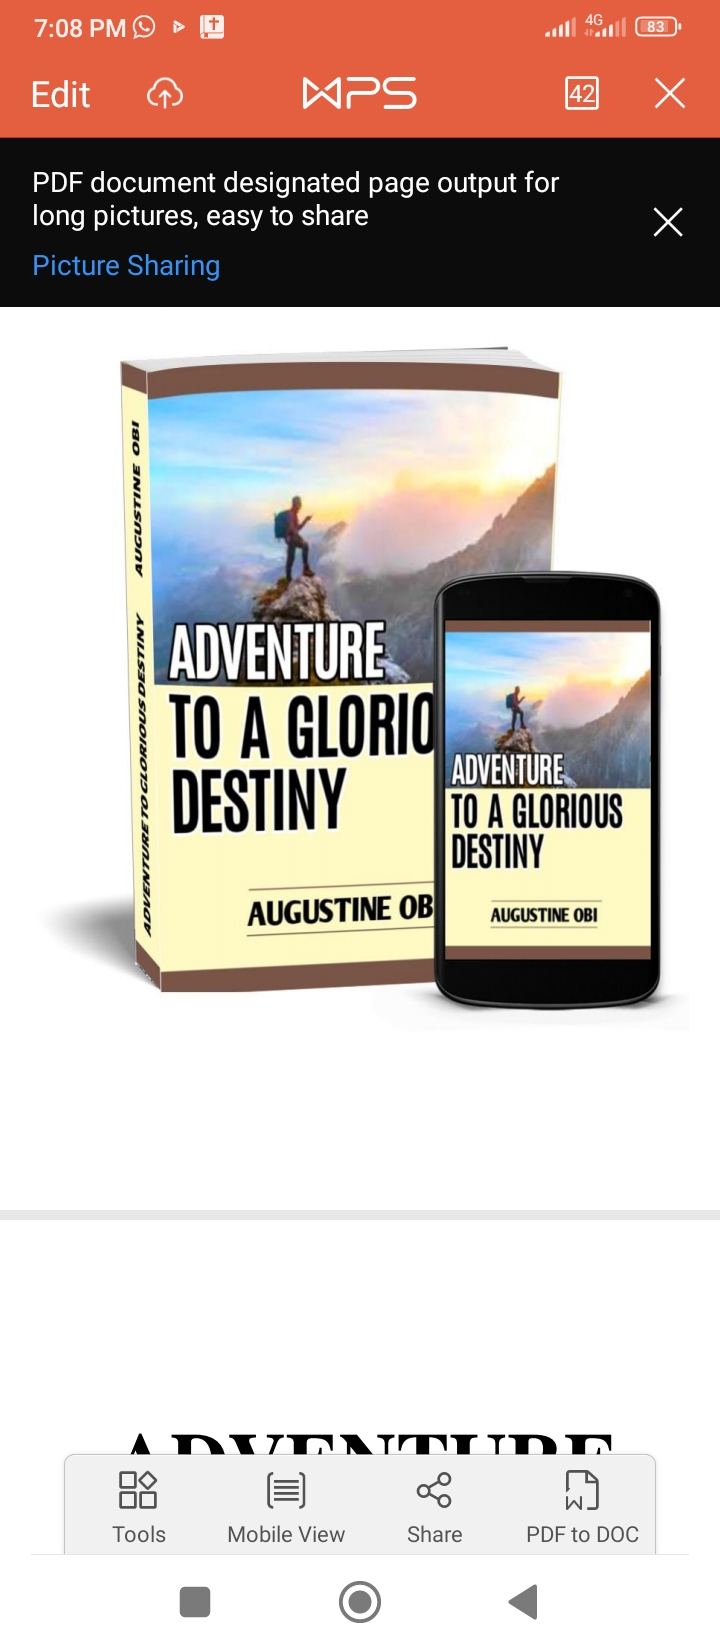 7:08 PM
4G
83
Edit
WPS
42
PDF document designated page output for
long pictures, easy to share
Picture Sharing
AUGUSTINE OBI
ADVENTURE TO GLORIOUS DESTINY
ADVENTURE
TO A GLORIO
DESTINY
AUGUSTINE OB
ADVENTURE
TO A GLORIOUS
DESTINY
AUGUSTINE OBI
ADVENTURE
Tools
Mobile View
Share
PDF to DOC